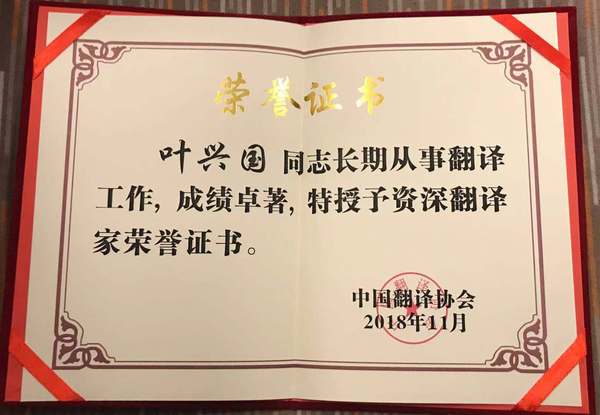 荣誉证书
叶兴国同志长期从事翻译
工作，成绩卓著，特授予资深翻译
家荣誉证书。
中国翻译协会
2018年11月